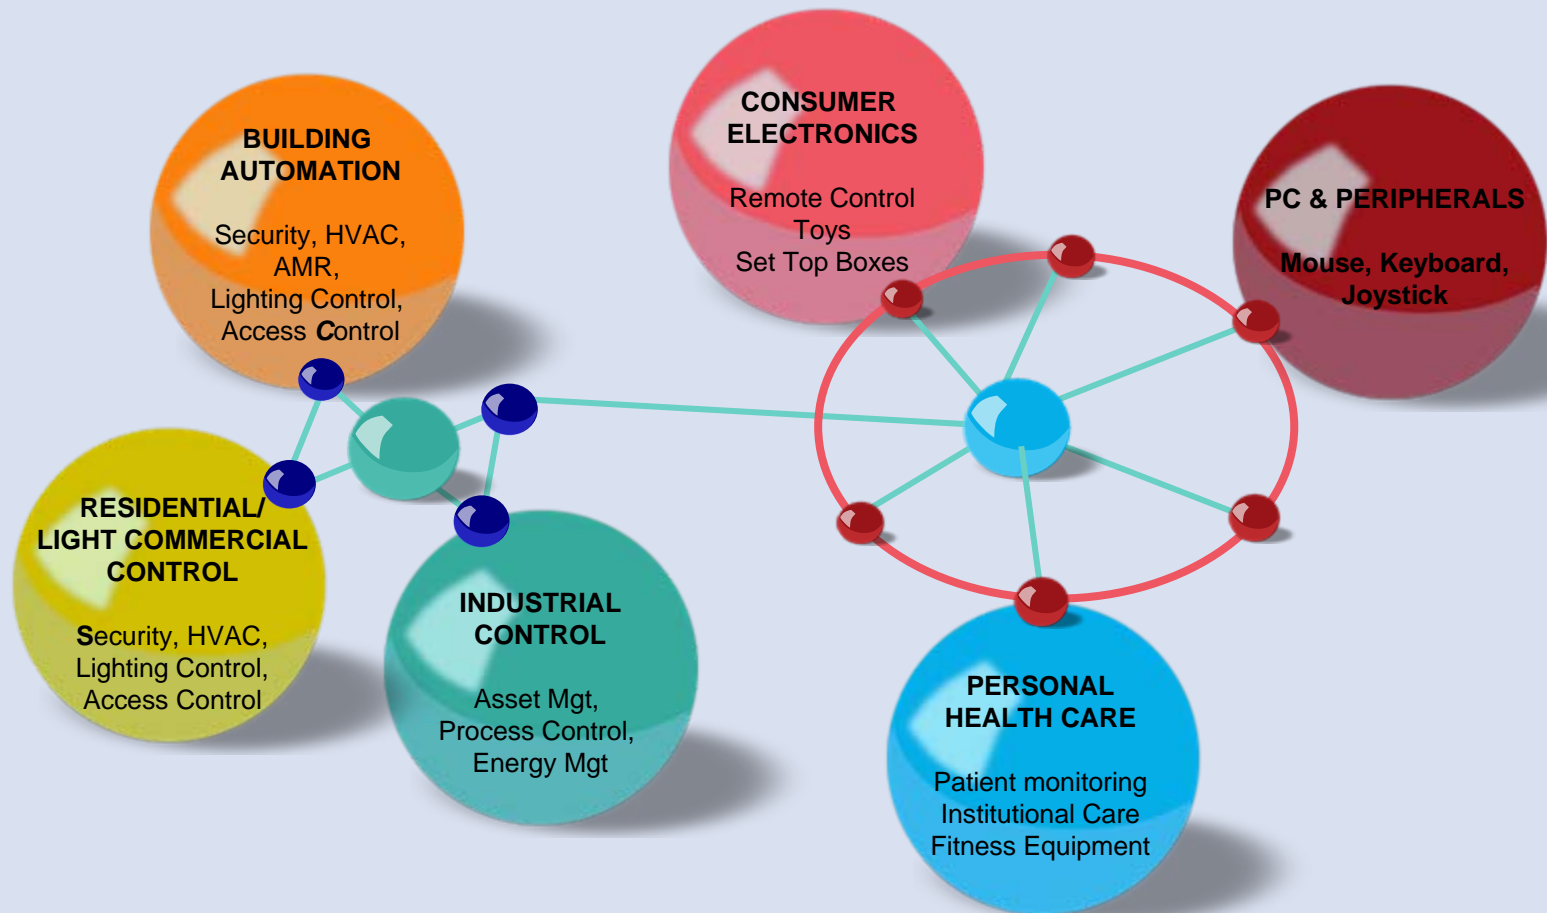 BUILDING
AUTOMATION
Security, HVAC,
AMR,
Lighting Control,
Access Control
CONSUMER
ELECTRONICS
Remote Control
Toys
Set Top Boxes
PC & PERIPHERALS
Mouse, Keyboard,
Joystick
RESIDENTIAL/
LIGHT COMMERCIAL
CONTROL
Security, HVAC,
Lighting Control,
Access Control
INDUSTRIAL
CONTROL
Asset Mgt,
Process Control,
Energy Mgt
PERSONAL
HEALTH CARE
Patient monitoring
Institutional Care
Fitness Equipment